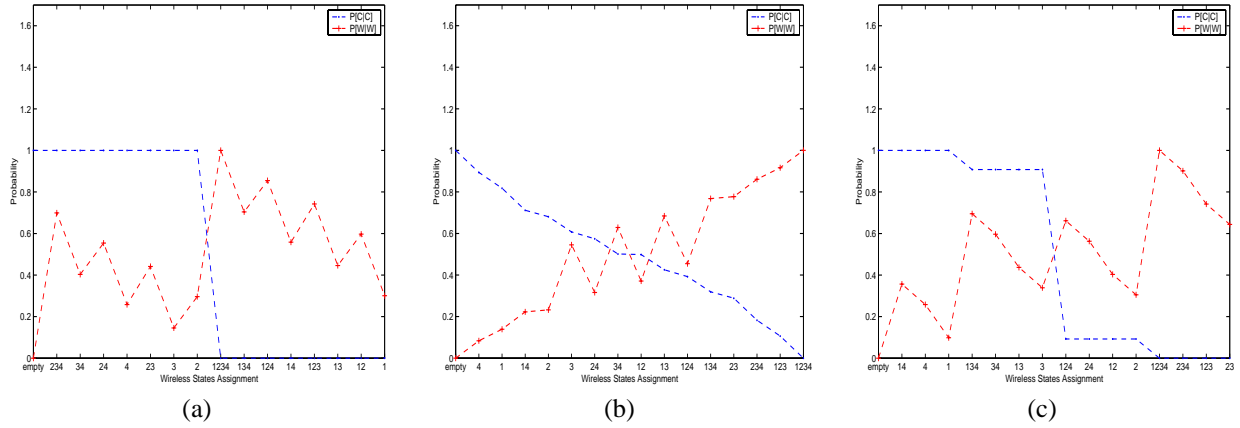 P[C|C]
P[W|W]
1.6
1.4
1.2
1
0.8
0.6
0.4
0.2
0
Probability
empty 234 34 24 4 23 3 2 1234 134 124 14 123 13 12 1
Wireless States Assignment
(a)
P[C|C]
P[W|W]
1.6
1.4
1.2
1
0.8
0.6
0.4
0.2
0
Probability
empty 4 1 14 2 3 24 34 12 13 124 134 23 234 123 1234
Wireless States Assignment
(b)
P[C|C]
P[W|W]
1.6
1.4
1.2
1
0.8
0.6
0.4
0.2
0
Probability
empty 14 4 1 134 34 13 3 124 24 12 2 1234 234 123 23
Wireless States Assignment
(c)